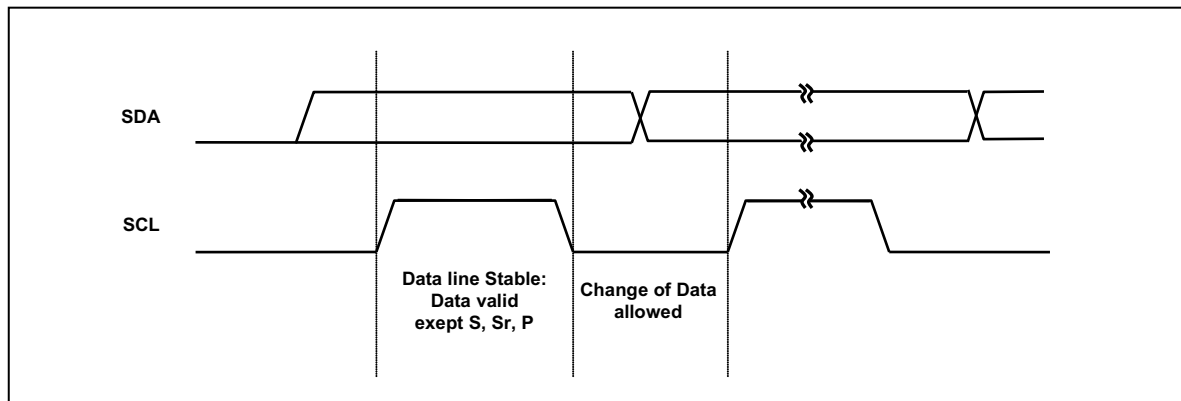 SDA
SCL
Data line Stable:
Data valid
exept S, Sr, P
Change of Data
allowed